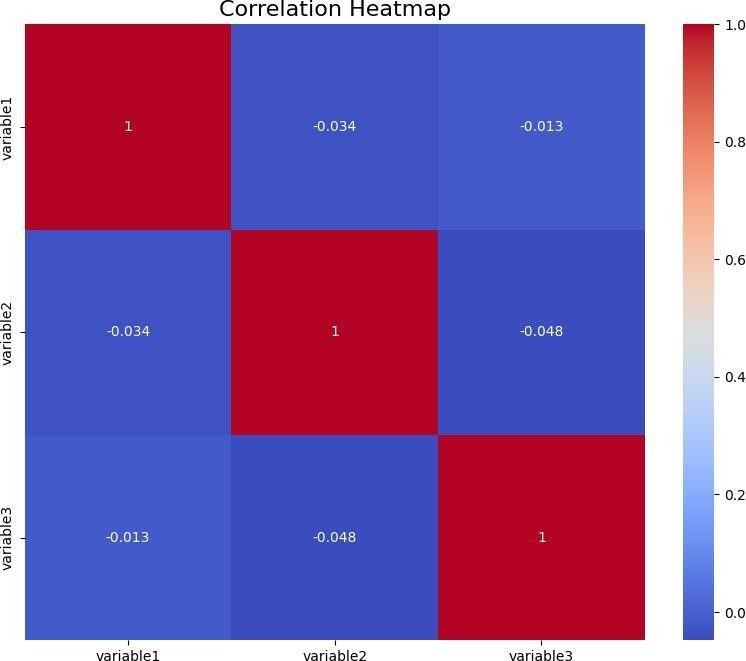 Correlation Heatmap
variable1
1
-0.034
-0.013
variable2
-0.034
1
-0.048
variable3
-0.013
-0.048
1
variable1
variable2
variable3
1.0
0.8
0.6
0.4
0.2
0.0